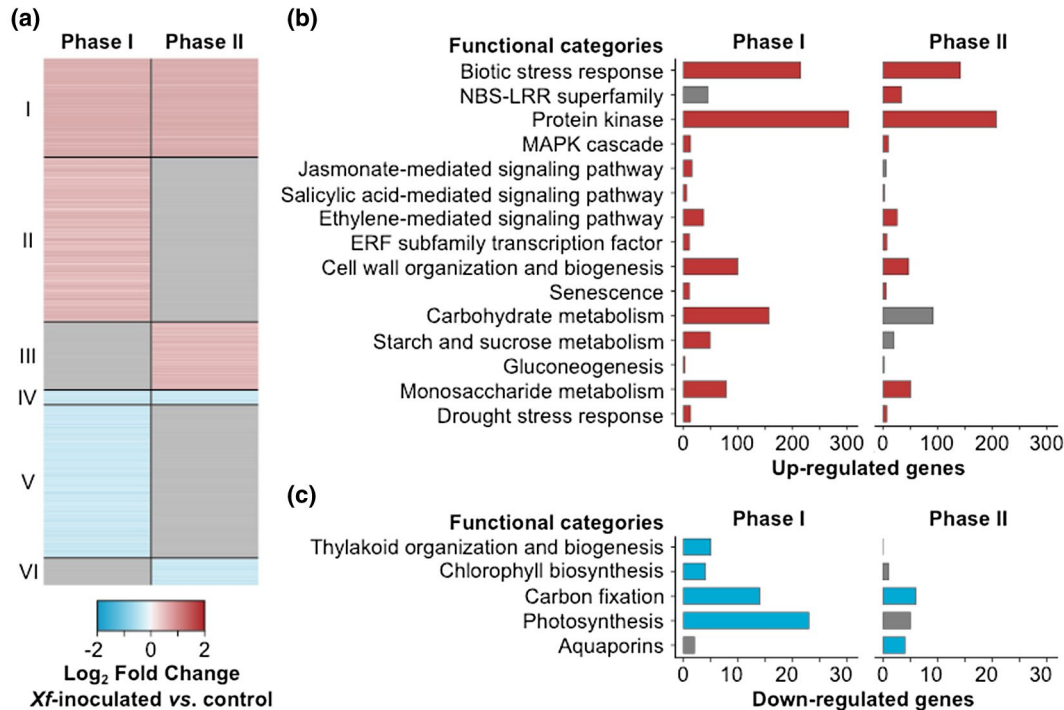 (a)
Phase I Phase II
I
II
III
IV
V
VI
-2 0 2
Log₂ Fold Change
Xf-inoculated vs. control
(b)
Functional categories Phase I Phase II
Biotic stress response
NBS-LRR superfamily
Protein kinase
MAPK cascade
Jasmonate-mediated signaling pathway
Salicylic acid-mediated signaling pathway
Ethylene-mediated signaling pathway
ERF subfamily transcription factor
Cell wall organization and biogenesis
Senescence
Carbohydrate metabolism
Starch and sucrose metabolism
Gluconeogenesis
Monosaccharide metabolism
Drought stress response
0 100 200 300 0 100 200 300
Up-regulated genes
(c)
Functional categories Phase I Phase II
Thylakoid organization and biogenesis
Chlorophyll biosynthesis
Carbon fixation
Photosynthesis
Aquaporins
0 10 20 30 0 10 20 30
Down-regulated genes